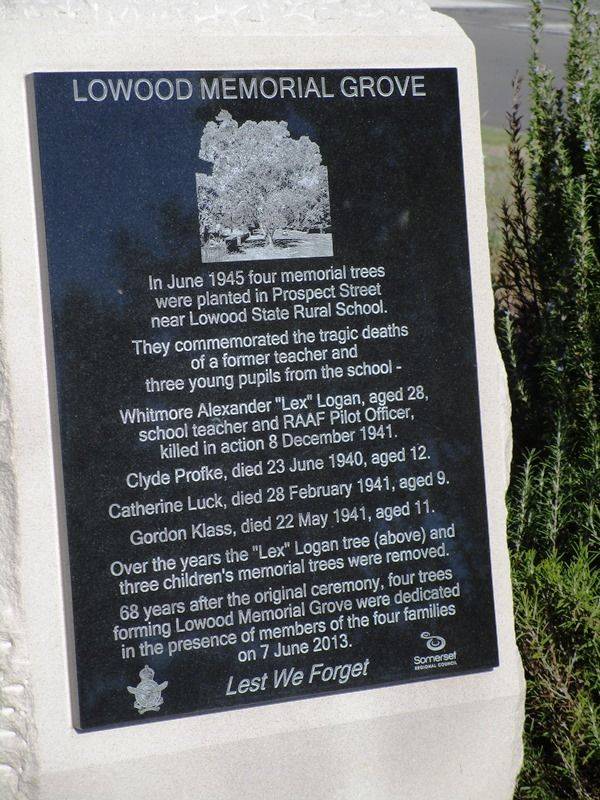 LOWOOD MEMORIAL GROVE
In June 1945 four memorial trees
were planted in Prospect Street
near Lowood State Rural School.
They commemorated the tragic deaths
of a former teacher and
three young pupils from the school -
Whitmore Alexander "Lex" Logan, aged 28,
school teacher and RAAF Pilot Officer,
killed in action 8 December 1941.
Clyde Profke, died 23 June 1940, aged 12.
Catherine Luck, died 28 February 1941, aged 9.
Gordon Klass, died 22 May 1941, aged 11.
Over the years the "Lex" Logan tree (above) and
three children's memorial trees were removed.
68 years after the original ceremony, four trees
forming Lowood Memorial Grove were dedicated
in the presence of members of the four families
on 7 June 2013.
Lest We Forget
Somerset
REGIONAL COUNCIL